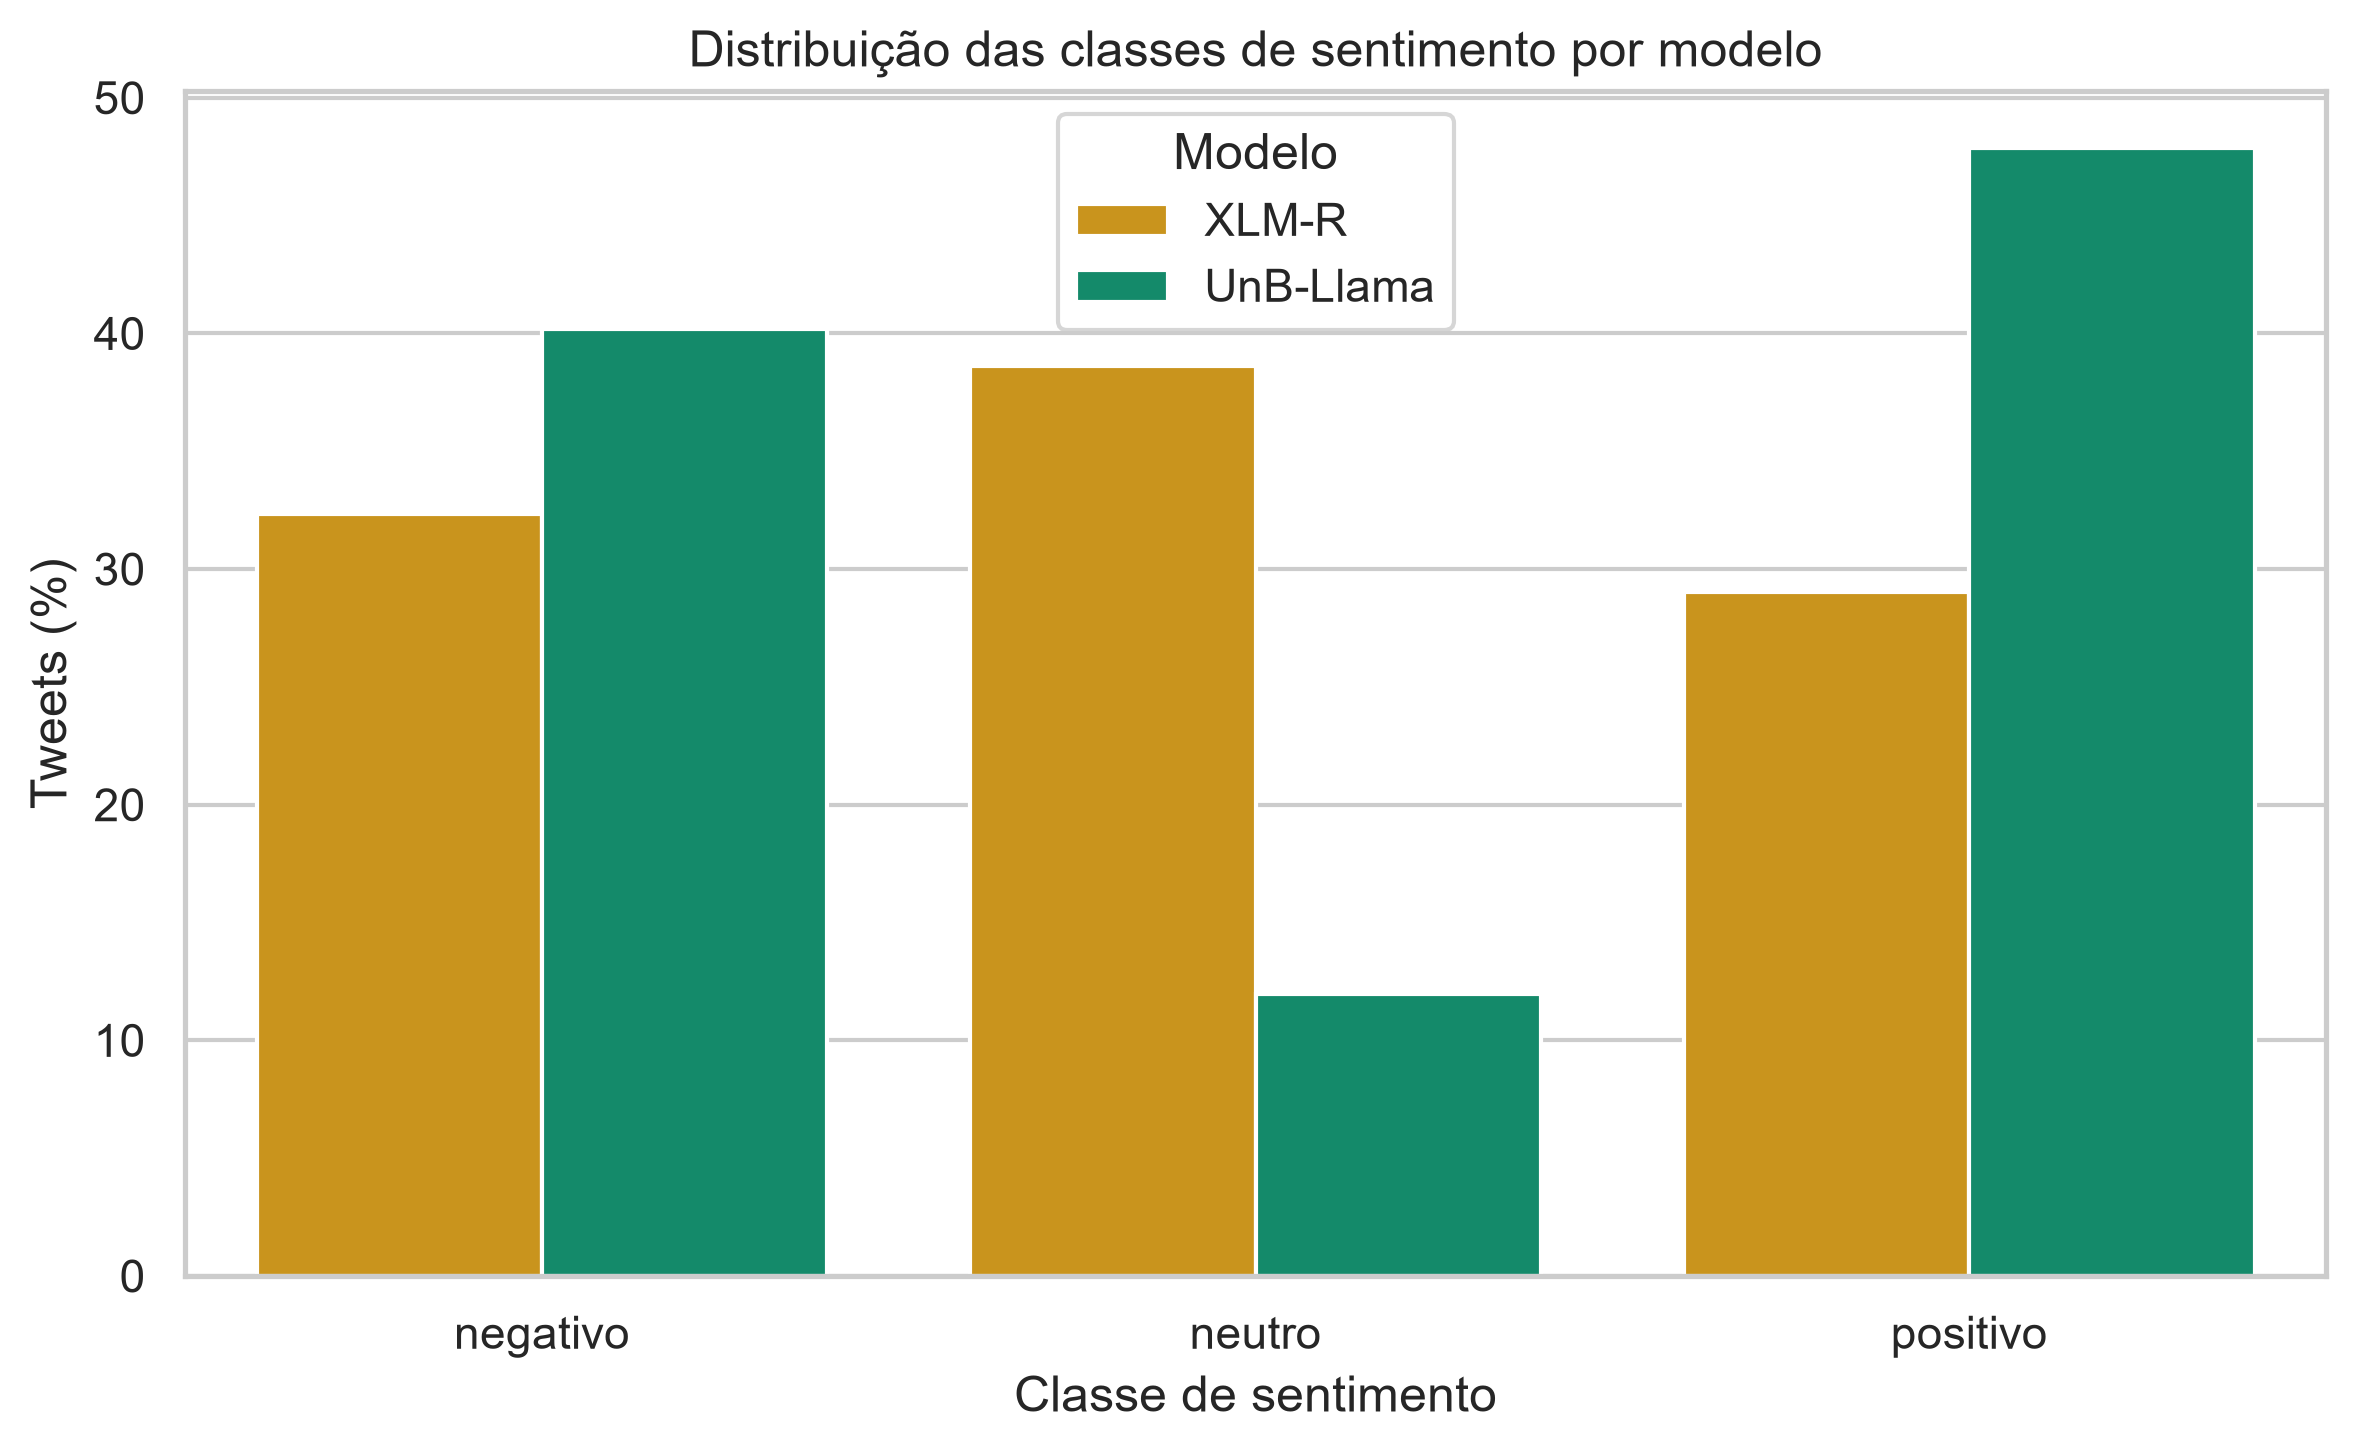 Distribuição das classes de sentimento por modelo
Modelo
XLM-R
UnB-Llama
Tweets (%)
50
40
30
20
10
0
negativo
neutro
positivo
Classe de sentimento